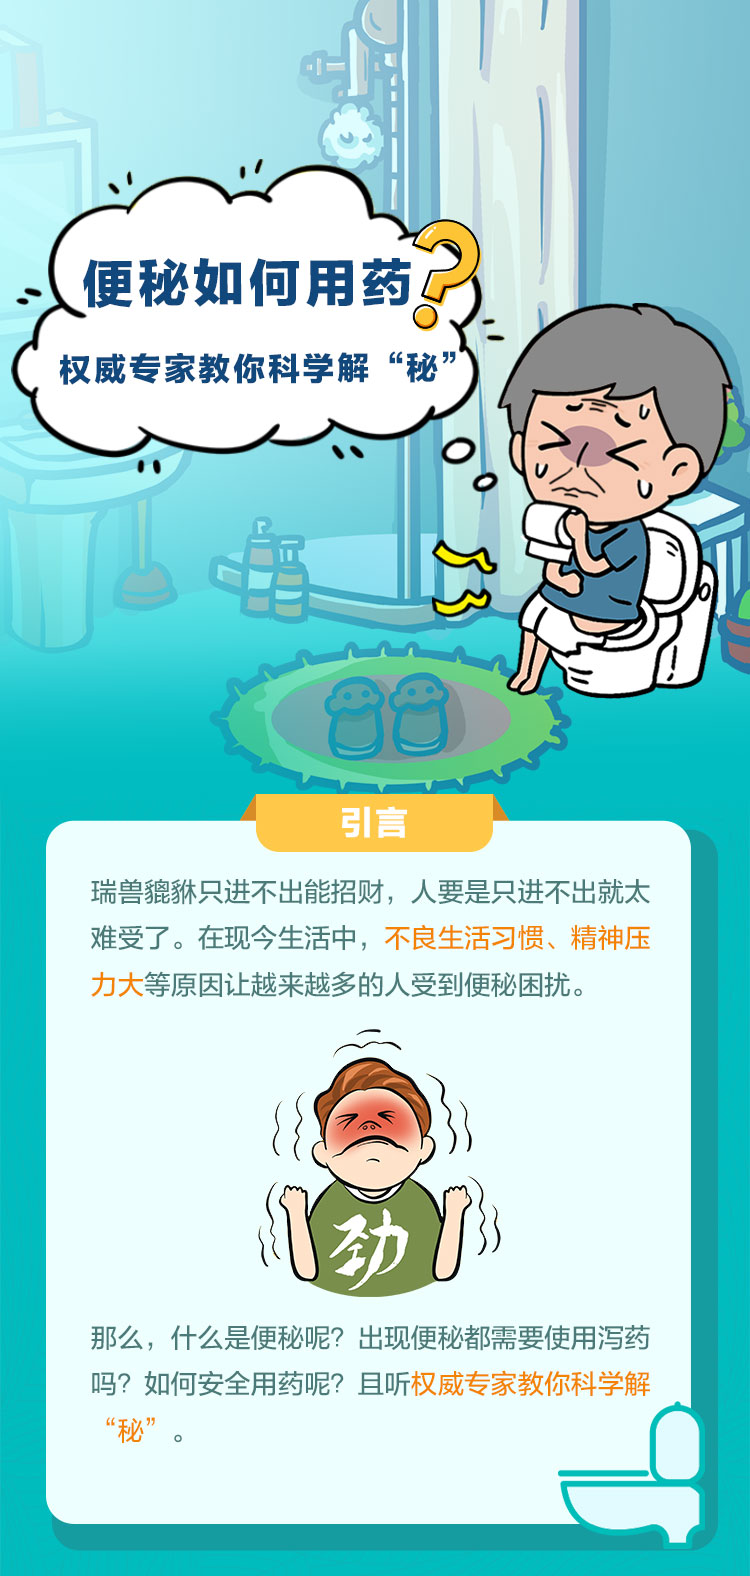 便秘如何用药?
权威专家教你科学解“秘”
引言
瑞兽貔貅只进不出能招财，人要是只进不出就太
难受了。在现今生活中，不良生活习惯、精神压
力大等原因让越来越多的人受到便秘困扰。
劲
那么，什么是便秘呢？出现便秘都需要使用泻药
吗？如何安全用药呢？且听权威专家教你科学解
“秘”。